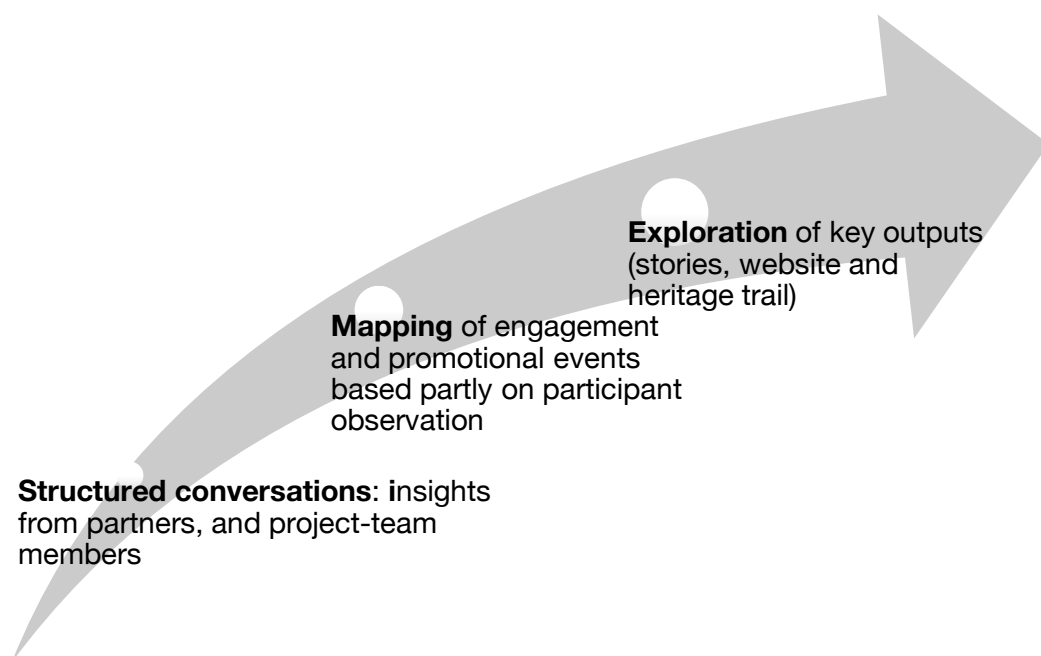 Exploration of key outputs
(stories, website and
heritage trail)
Mapping of engagement
and promotional events
based partly on participant
observation
Structured conversations: insights
from partners, and project-team
members